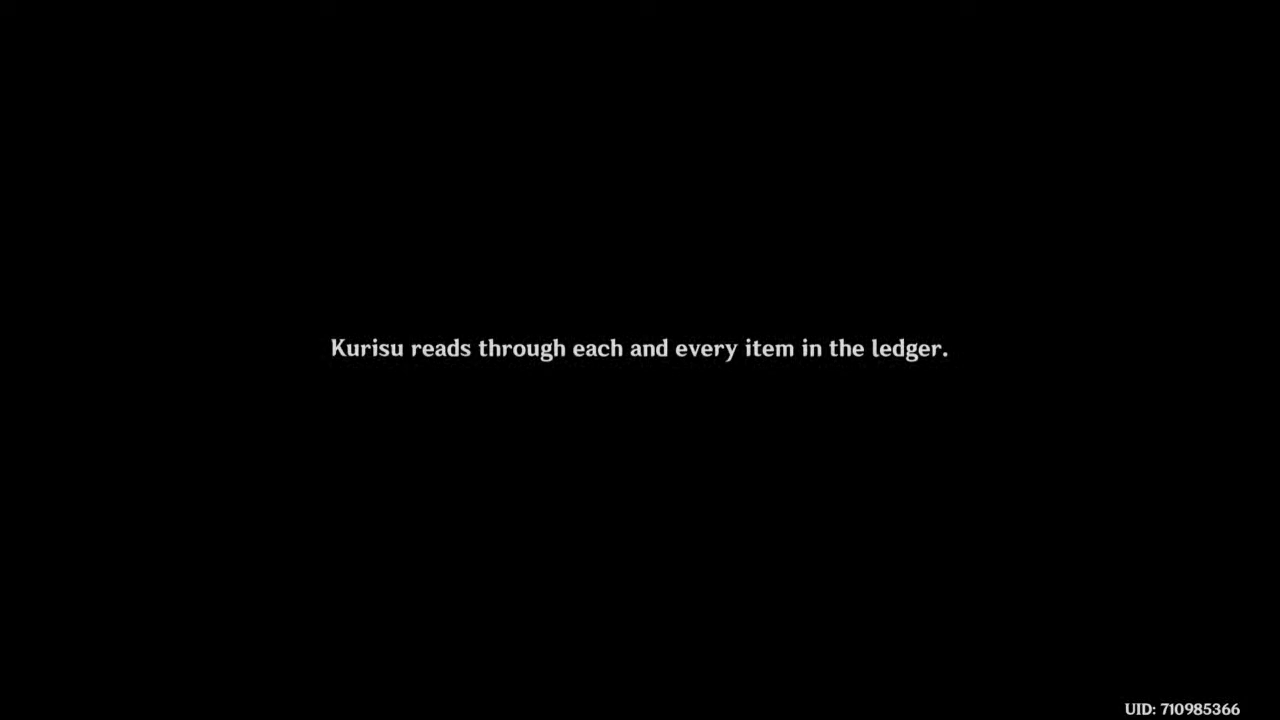 Kurisu reads through each and every item in the ledger.
UID: 710985366